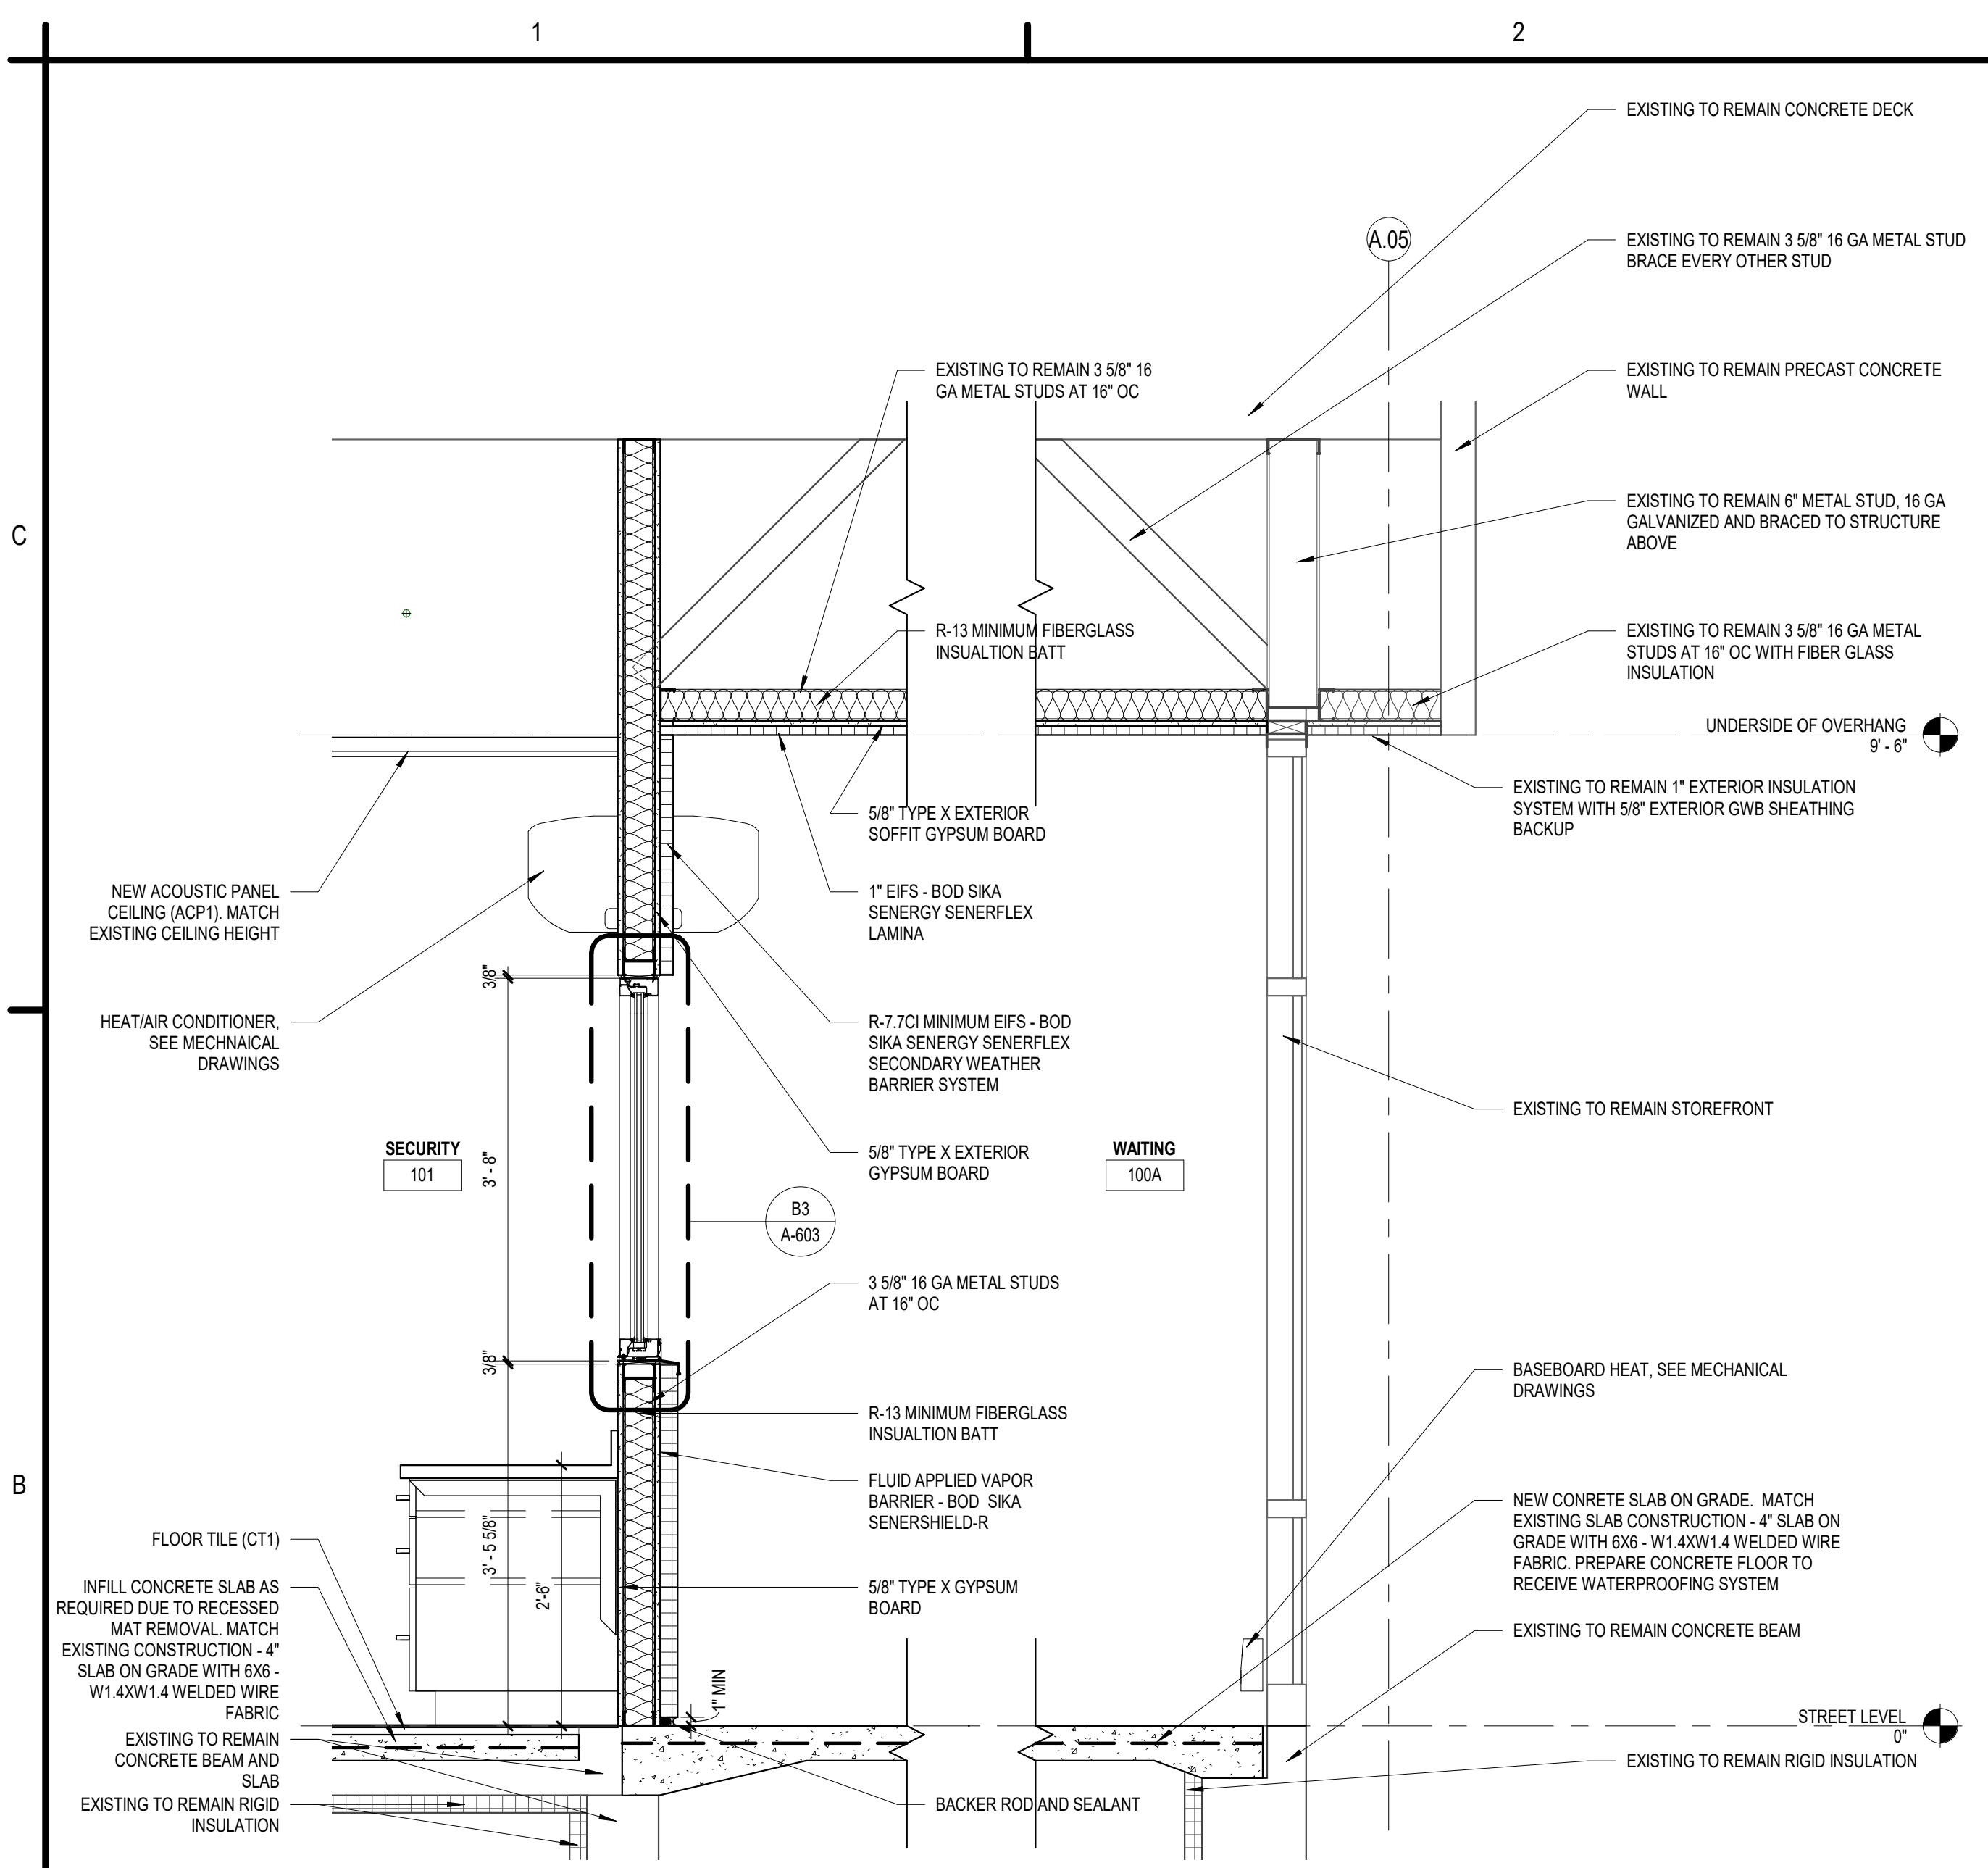 1
2
C
B
EXISTING TO REMAIN CONCRETE DECK
A.05
EXISTING TO REMAIN 3 5/8" 16 GA METAL STUD
BRACE EVERY OTHER STUD
EXISTING TO REMAIN 3 5/8" 16
GA METAL STUDS AT 16" OC
EXISTING TO REMAIN PRECAST CONCRETE
WALL
EXISTING TO REMAIN 6" METAL STUD, 16 GA
GALVANIZED AND BRACED TO STRUCTURE
ABOVE
R-13 MINIMUM FIBERGLASS
INSUALTION BATT
EXISTING TO REMAIN 3 5/8" 16 GA METAL
STUDS AT 16" OC WITH FIBER GLASS
INSULATION
UNDERSIDE OF OVERHANG
9' - 6"
EXISTING TO REMAIN 1" EXTERIOR INSULATION
SYSTEM WITH 5/8" EXTERIOR GWB SHEATHING
BACKUP
5/8" TYPE X EXTERIOR
SOFFIT GYPSUM BOARD
NEW ACOUSTIC PANEL
CEILING (ACP1). MATCH
EXISTING CEILING HEIGHT
1" EIFS - BOD SIKA
SENERGY SENERFLEX
LAMINA
3/8"
HEAT/AIR CONDITIONER,
SEE MECHNAICAL
DRAWINGS
R-7.7CI MINIMUM EIFS - BOD
SIKA SENERGY SENERFLEX
SECONDARY WEATHER
BARRIER SYSTEM
EXISTING TO REMAIN STOREFRONT
SECURITY
101
3' - 8"
5/8" TYPE X EXTERIOR
GYPSUM BOARD
WAITING
100A
B3
A-603
3 5/8" 16 GA METAL STUDS
AT 16" OC
3/8"
BASEBOARD HEAT, SEE MECHANICAL
DRAWINGS
R-13 MINIMUM FIBERGLASS
INSUALTION BATT
FLUID APPLIED VAPOR
BARRIER - BOD  SIKA
SENERSHIELD-R
NEW CONRETE SLAB ON GRADE.  MATCH
EXISTING SLAB CONSTRUCTION - 4" SLAB ON
GRADE WITH 6X6 - W1.4XW1.4 WELDED WIRE
FABRIC. PREPARE CONCRETE FLOOR TO
RECEIVE WATERPROOFING SYSTEM
FLOOR TILE (CT1)
3' - 5 5/8"
2'-6"
INFILL CONCRETE SLAB AS
REQUIRED DUE TO RECESSED
MAT REMOVAL. MATCH
EXISTING CONSTRUCTION - 4"
SLAB ON GRADE WITH 6X6 -
W1.4XW1.4 WELDED WIRE
FABRIC
5/8" TYPE X GYPSUM
BOARD
EXISTING TO REMAIN CONCRETE BEAM
1" MIN
STREET LEVEL
0"
EXISTING TO REMAIN
CONCRETE BEAM AND
SLAB
EXISTING TO REMAIN RIGID INSULATION
EXISTING TO REMAIN RIGID
INSULATION
BACKER ROD AND SEALANT